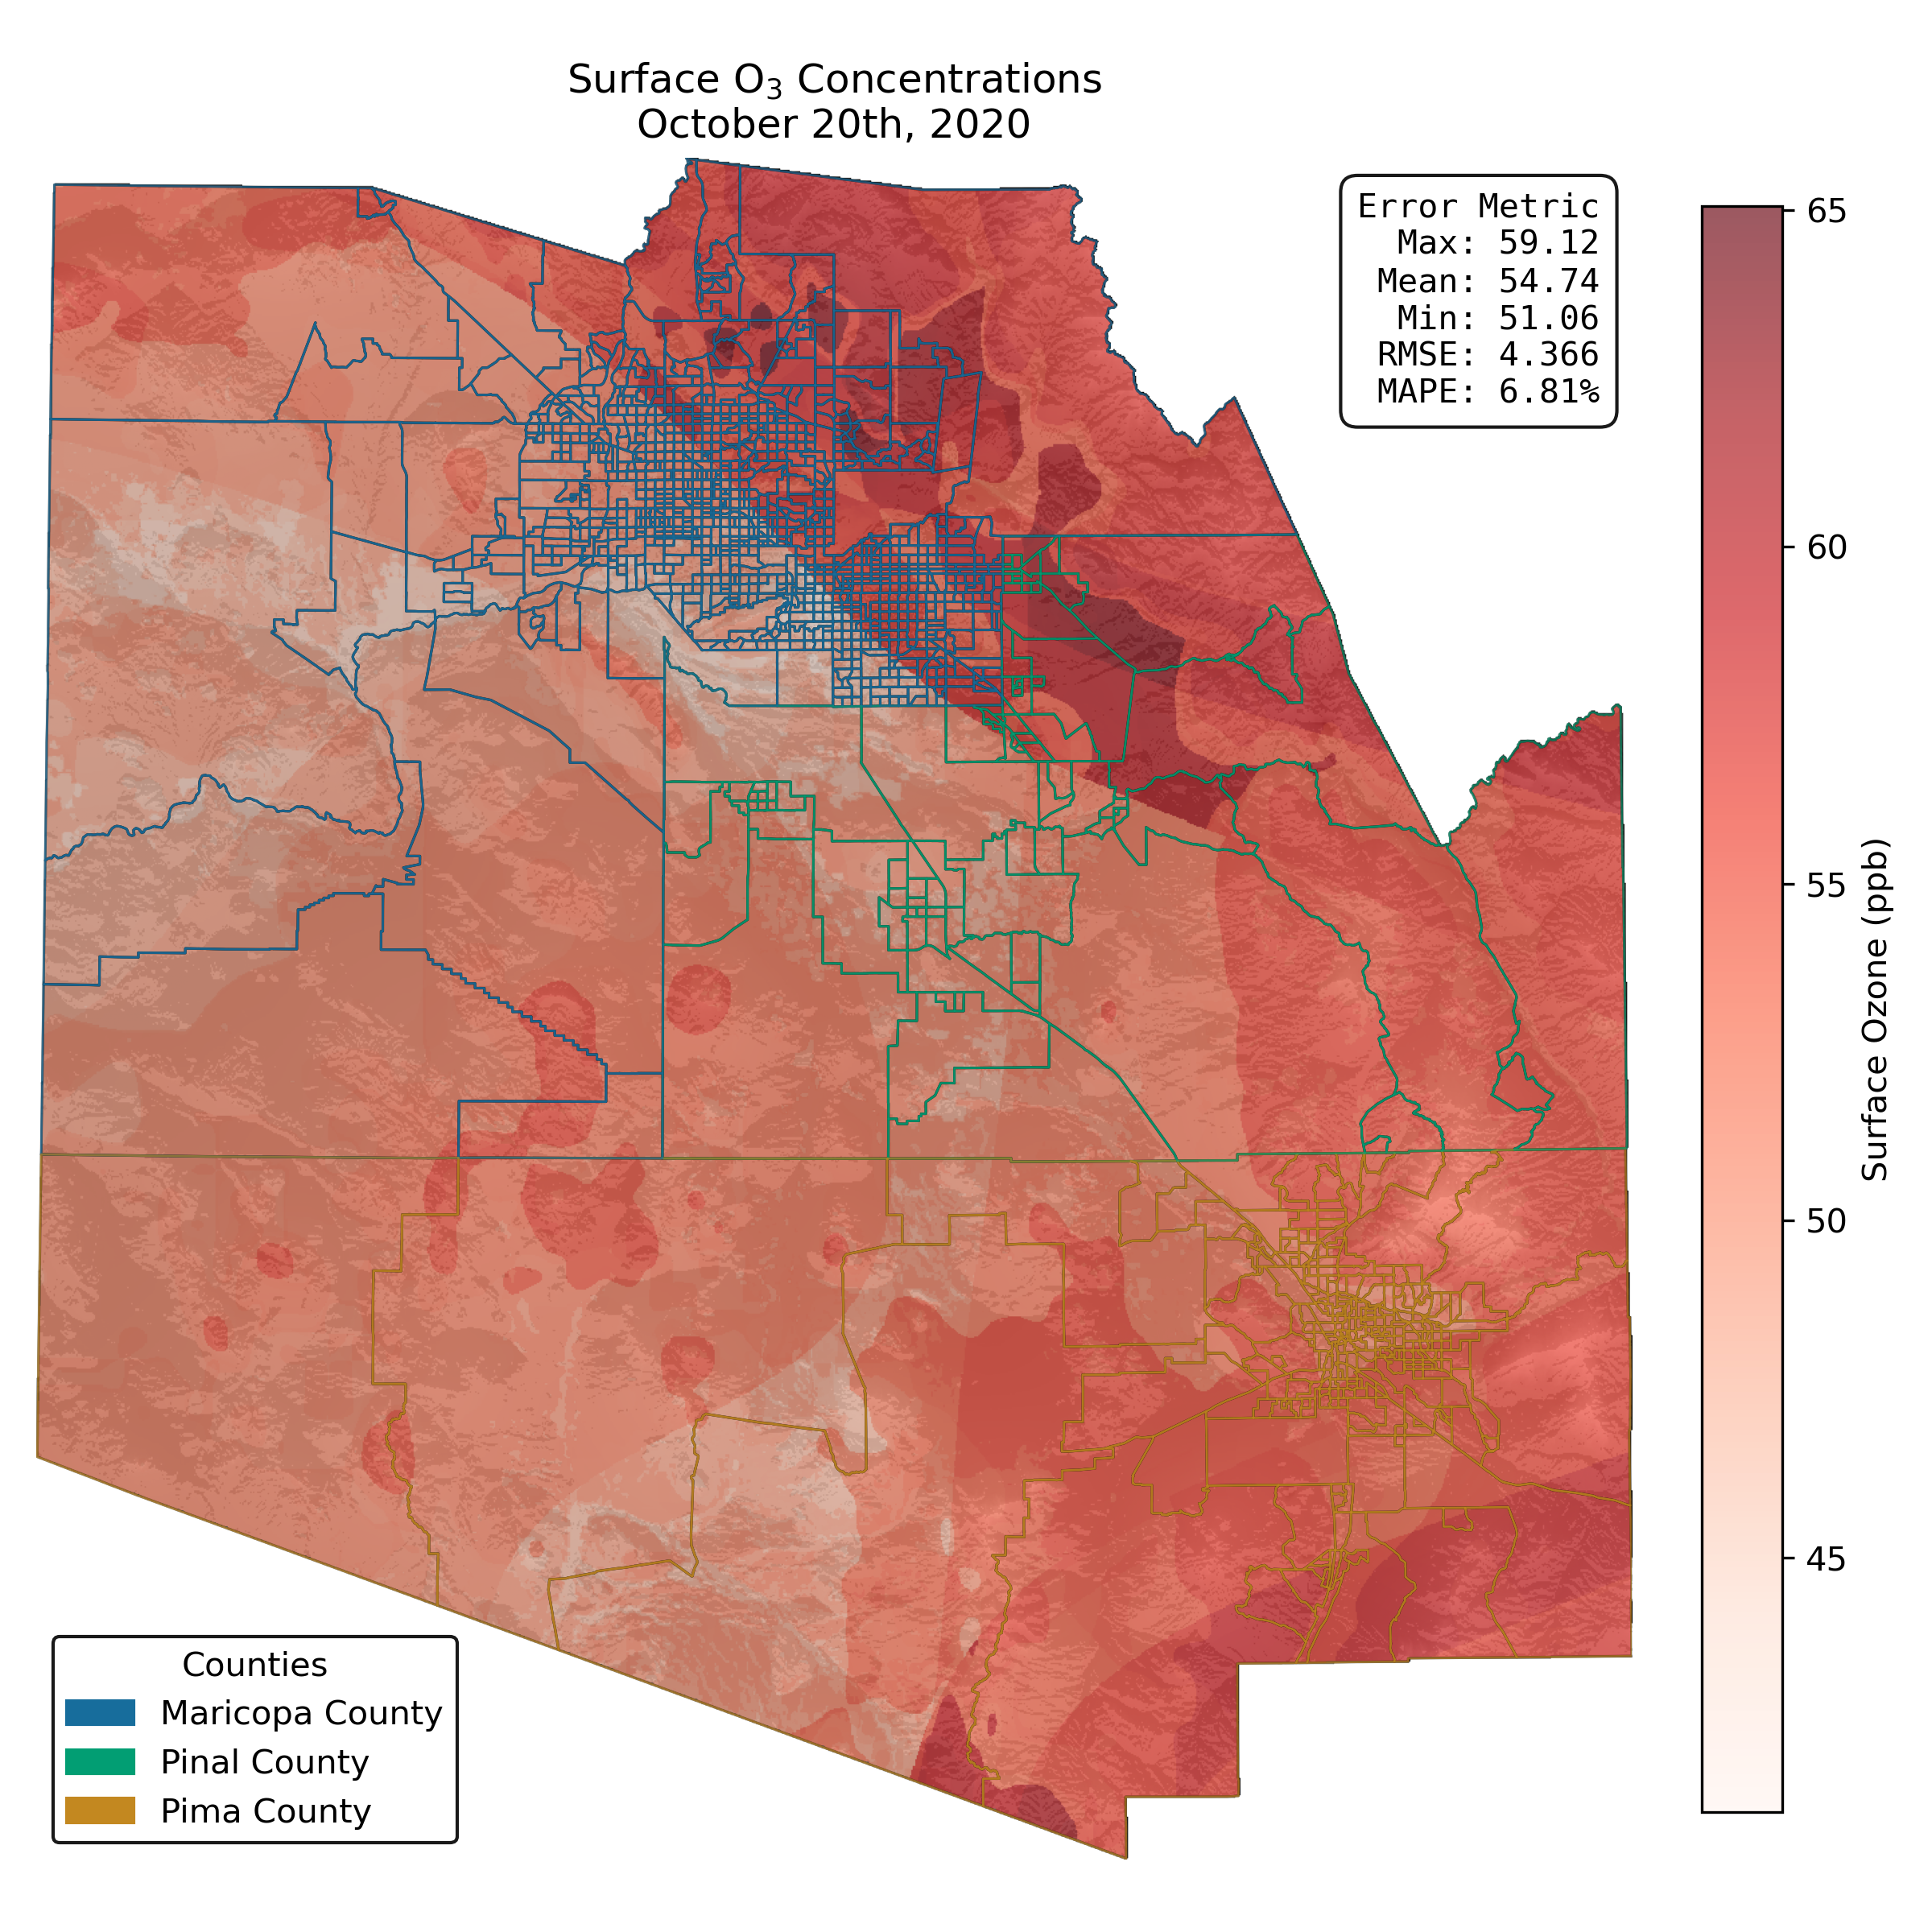 Surface O₃ Concentrations
October 20th, 2020
Error Metric
Max: 59.12
Mean: 54.74
Min: 51.06
RMSE: 4.366
MAPE: 6.81%
65
60
55
50
45
Surface Ozone (ppb)
Counties
Maricopa County
Pinal County
Pima County